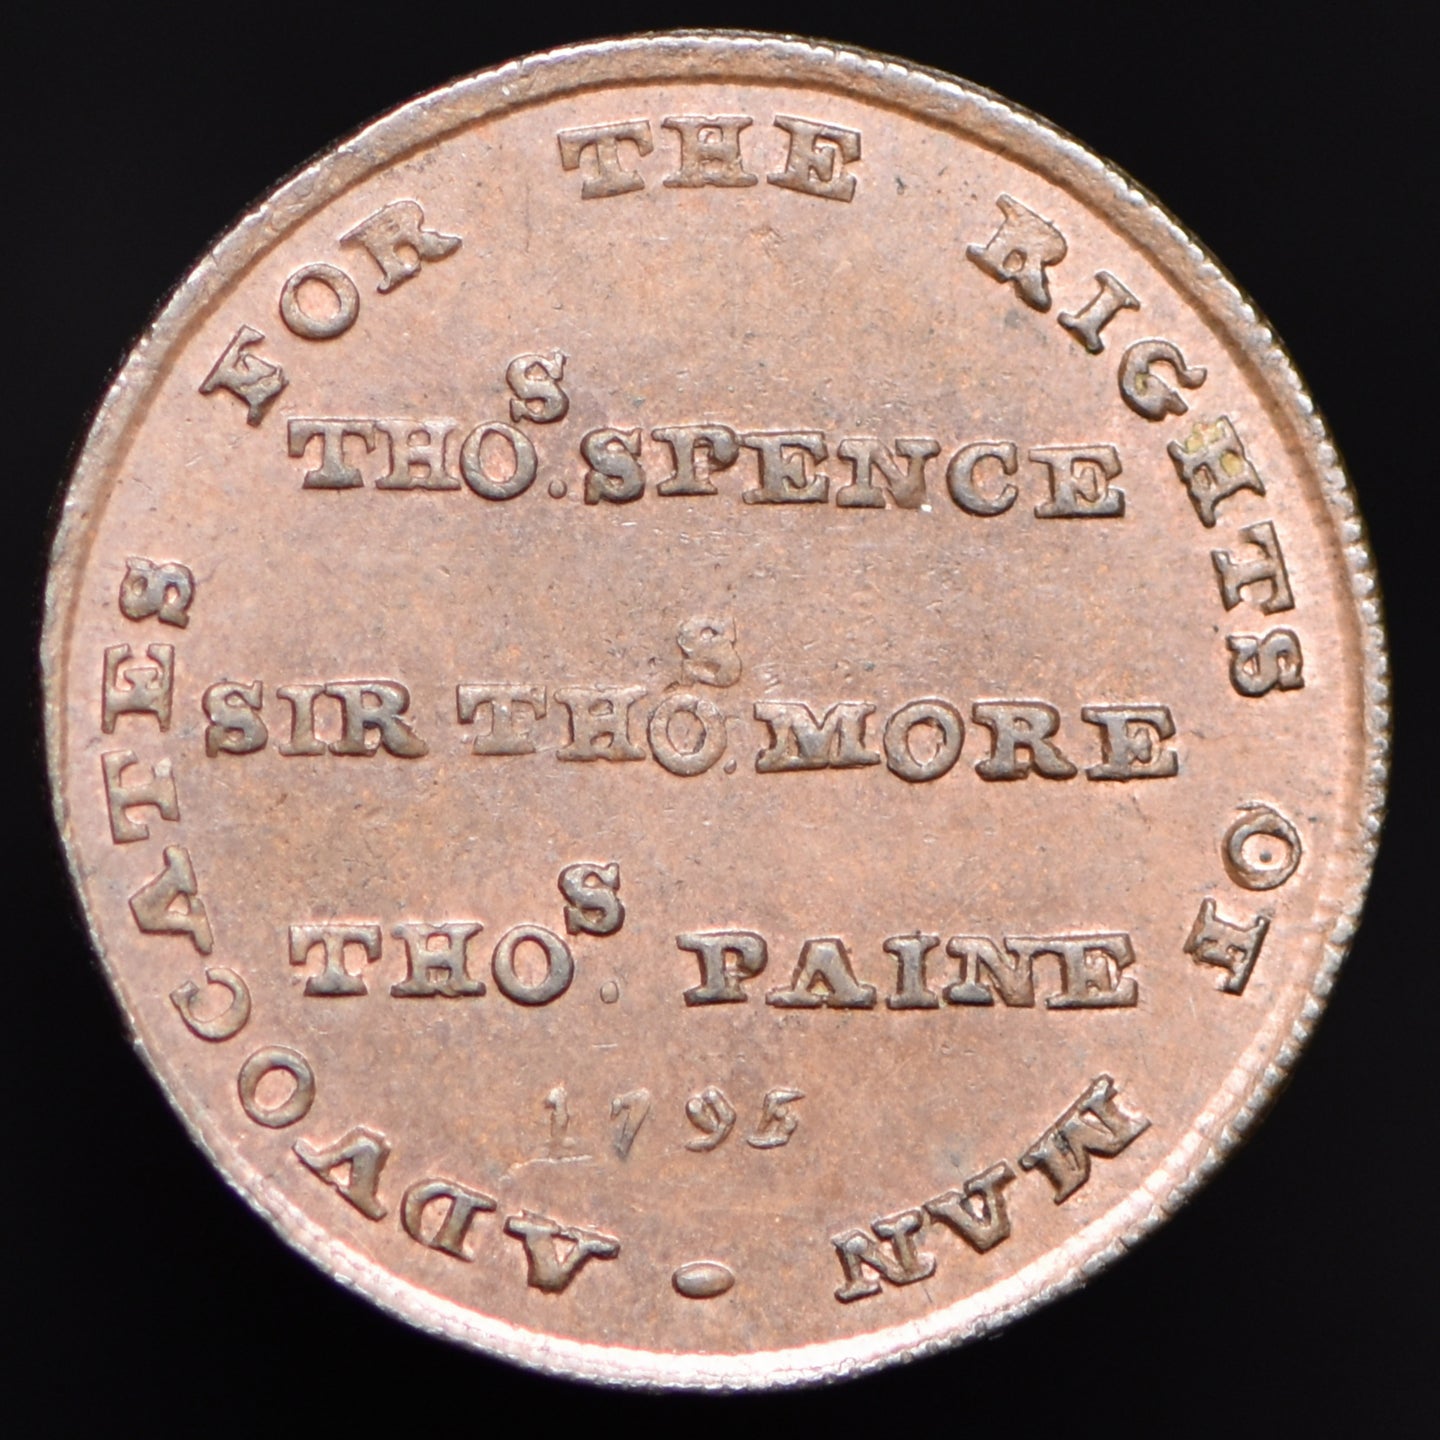 ADVOCATES FOR THE RIGHTS OF MAN
THOS. SPENCE
SIR THOS. MORE
THOS. PAINE
1795